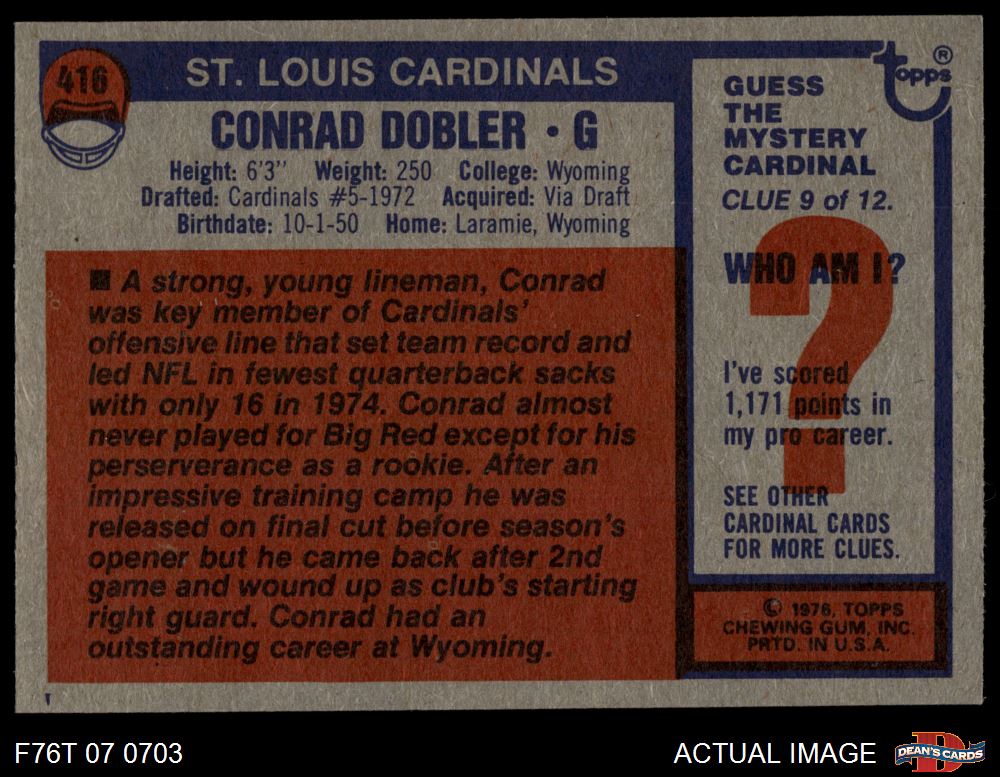 416
ST. LOUIS CARDINALS
CONRAD DOBLER • G
Height: 6'3" Weight: 250 College: Wyoming
Drafted: Cardinals #5-1972 Acquired: Via Draft
Birthdate: 10-1-50 Home: Laramie, Wyoming
■ A strong, young lineman, Conrad
was key member of Cardinals'
offensive line that set team record and
led NFL in fewest quarterback sacks
with only 16 in 1974. Conrad almost
never played for Big Red except for his
perserverance as a rookie. After an
impressive training camp he was
released on final cut before season's
opener but he came back after 2nd
game and wound up as club's starting
right guard. Conrad had an
outstanding career at Wyoming.
topps ®
GUESS
THE
MYSTERY
CARDINAL
CLUE 9 of 12.
WHO AM I?
?
I've scored
1,171 points in
my pro career.
SEE OTHER
CARDINAL CARDS
FOR MORE CLUES.
© 1976, TOPPS
CHEWING GUM, INC.
PRTD. IN U.S.A.
F76T 07 0703
ACTUAL IMAGE
D
DEAN'S CARDS